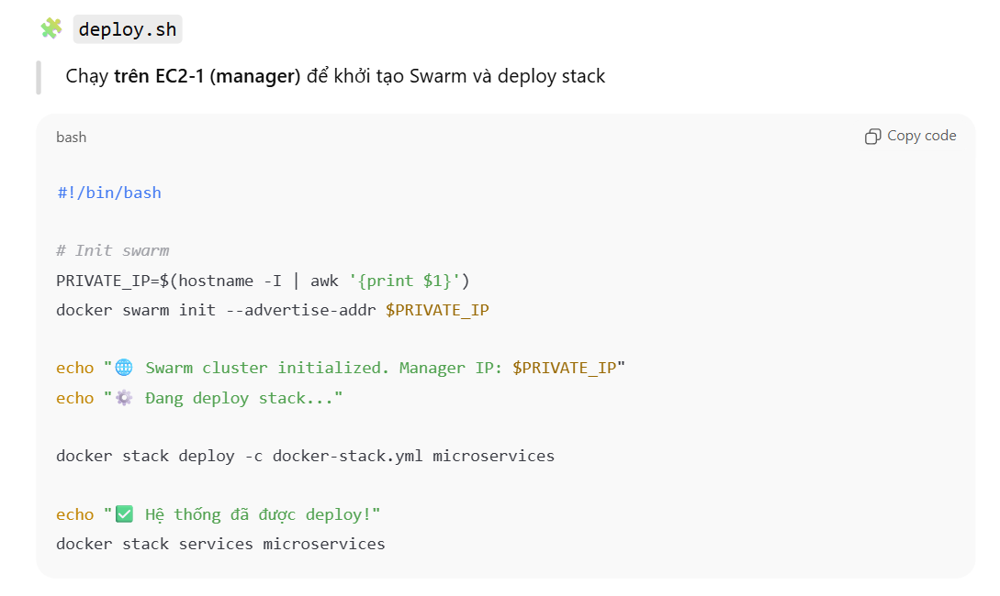 🧩 deploy.sh
Chạy trên EC2-1 (manager) để khởi tạo Swarm và deploy stack
bash
Copy code
#!/bin/bash
# Init swarm
PRIVATE_IP=$(hostname -I | awk '{print $1}')
docker swarm init --advertise-addr $PRIVATE_IP
echo "🌐 Swarm cluster initialized. Manager IP: $PRIVATE_IP"
echo "⚙️ Đang deploy stack..."
docker stack deploy -c docker-stack.yml microservices
echo "✅ Hệ thống đã được deploy!"
docker stack services microservices